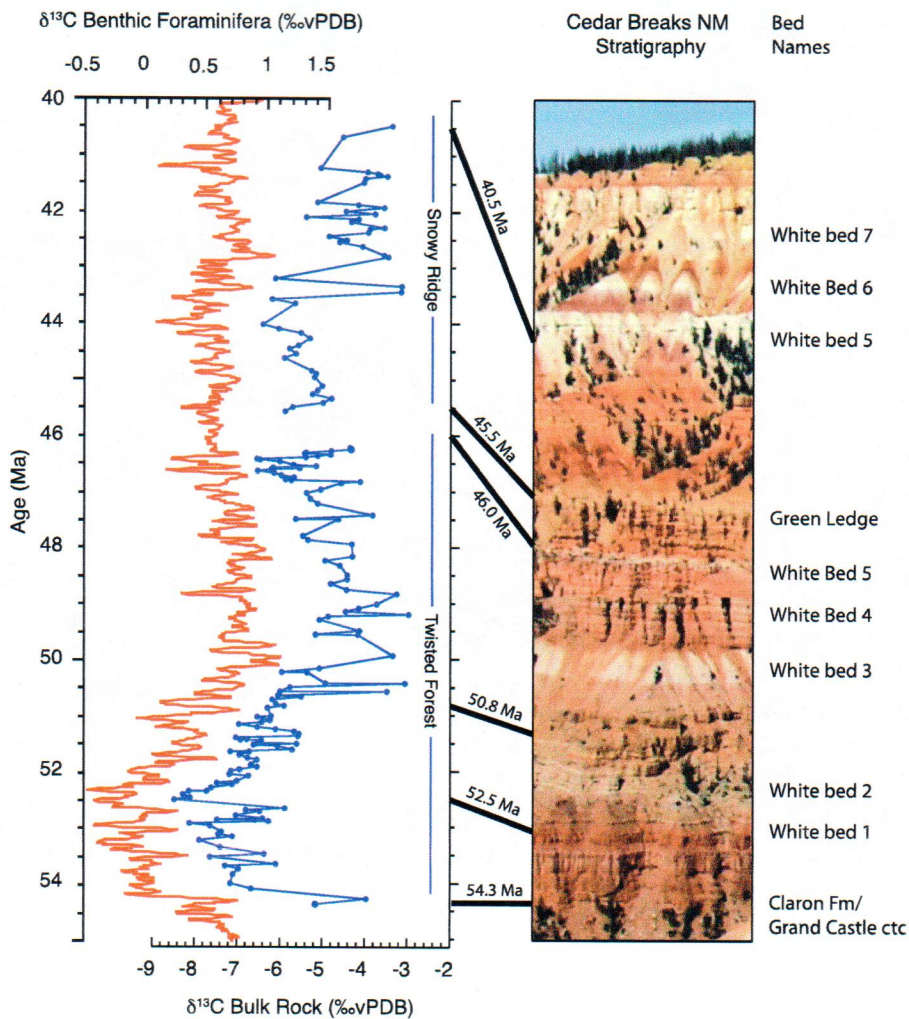 δ13C Benthic Foraminifera (‰vPDB)
-0.5 0 0.5 1 1.5
Cedar Breaks NM
Stratigraphy
Bed
Names
40
42
44
46
48
50
52
54
Age (Ma)
Snowy Ridge
Twisted Forest
40.5 Ma
45.5 Ma
46.0 Ma
50.8 Ma
52.5 Ma
54.3 Ma
White bed 7
White Bed 6
White bed 5
Green Ledge
White Bed 5
White Bed 4
White bed 3
White bed 2
White bed 1
Claron Fm/
Grand Castle ctc
-9 -8 -7 -6 -5 -4 -3 -2
δ13C Bulk Rock (‰vPDB)